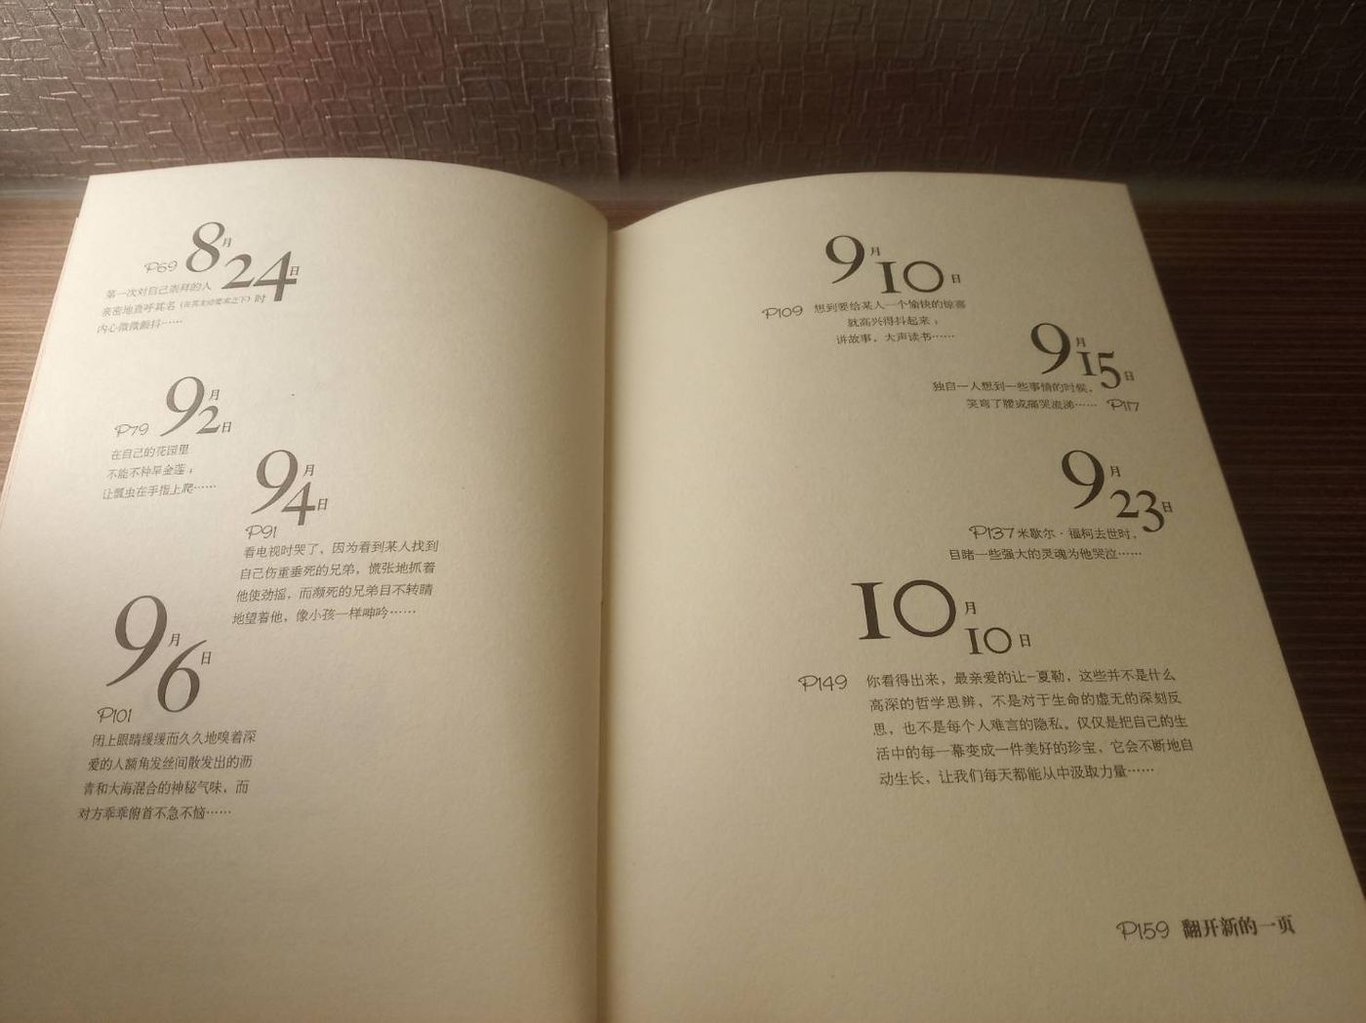 8月24日
P69
第一次对自己崇拜的人
亲密地直呼其名（在其主动要求之下）时
内心微微颤抖……
9月2日
P79
在自己的花园里
不能不种旱金莲；
让瓢虫在手指上爬……
9月4日
P91
看电视时哭了，因为看到某人找到
自己伤重垂死的兄弟，慌张地抓着
他使劲摇，而濒死的兄弟目不转睛
地望着他，像小孩一样呻吟……
9月6日
P101
闭上眼睛缓缓而久久地嗅着深
爱的人额角发丝间散发出的沥
青和大海混合的神秘气味，而
对方乖乖俯首不急不恼……
9月10日
P109 想到要给某人一个愉快的惊喜
就高兴得抖起来；
讲故事，大声读书……
9月15日
独自一人想到一些事情的时候，
笑弯了腰或痛哭流涕…… P117
9月23日
P137 米歇尔·福柯去世时，
目睹一些强大的灵魂为他哭泣……
10月10日
P149 你看得出来，最亲爱的让-夏勒，这些并不是什么
高深的哲学思辨，不是对于生命的虚无的深刻反
思，也不是每个人难言的隐私，仅仅是把自己的生
活中的每一幕变成一件美好的珍宝，它会不断地自
动生长，让我们每天都能从中汲取力量……
P159 翻开新的一页